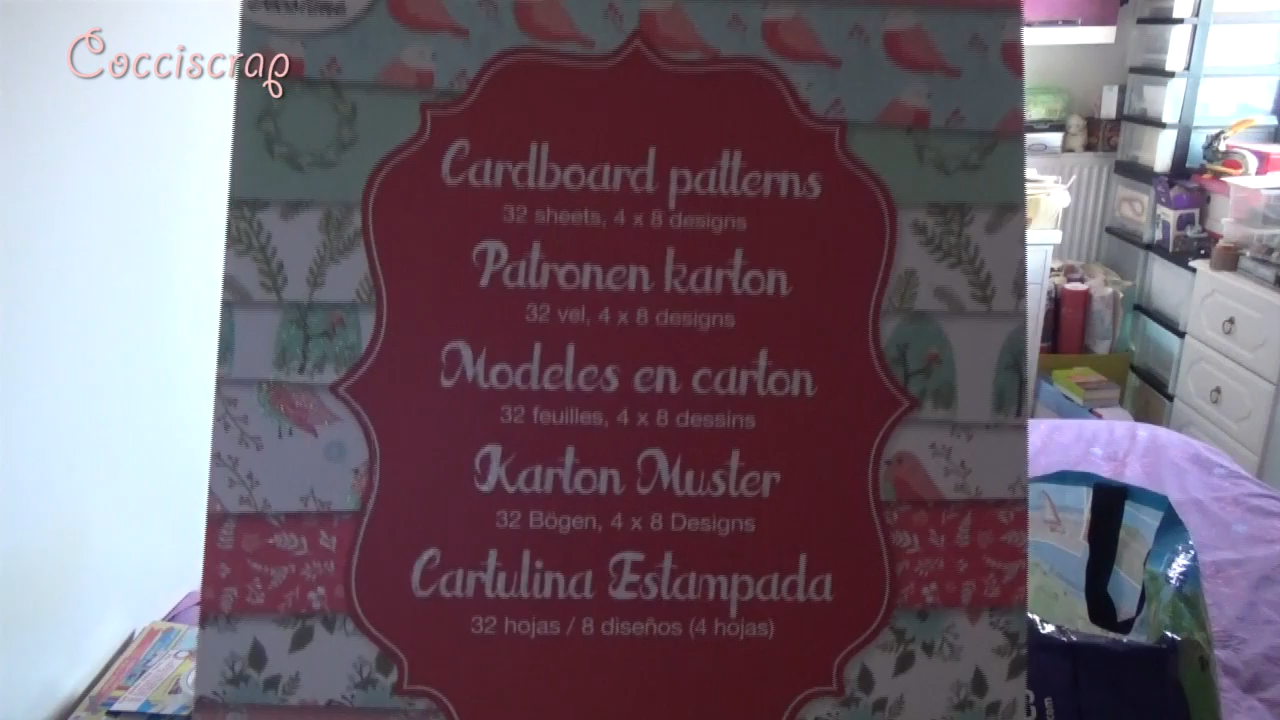 Cocciscrap
Cardboard patterns
32 sheets, 4 x 8 designs
Patronen karton
32 vel, 4 x 8 designs
Modeles en carton
32 feuilles, 4 x 8 dessins
Karton Muster
32 Bögen, 4 x 8 Designs
Cartulina Estampada
32 hojas / 8 diseños (4 hojas)